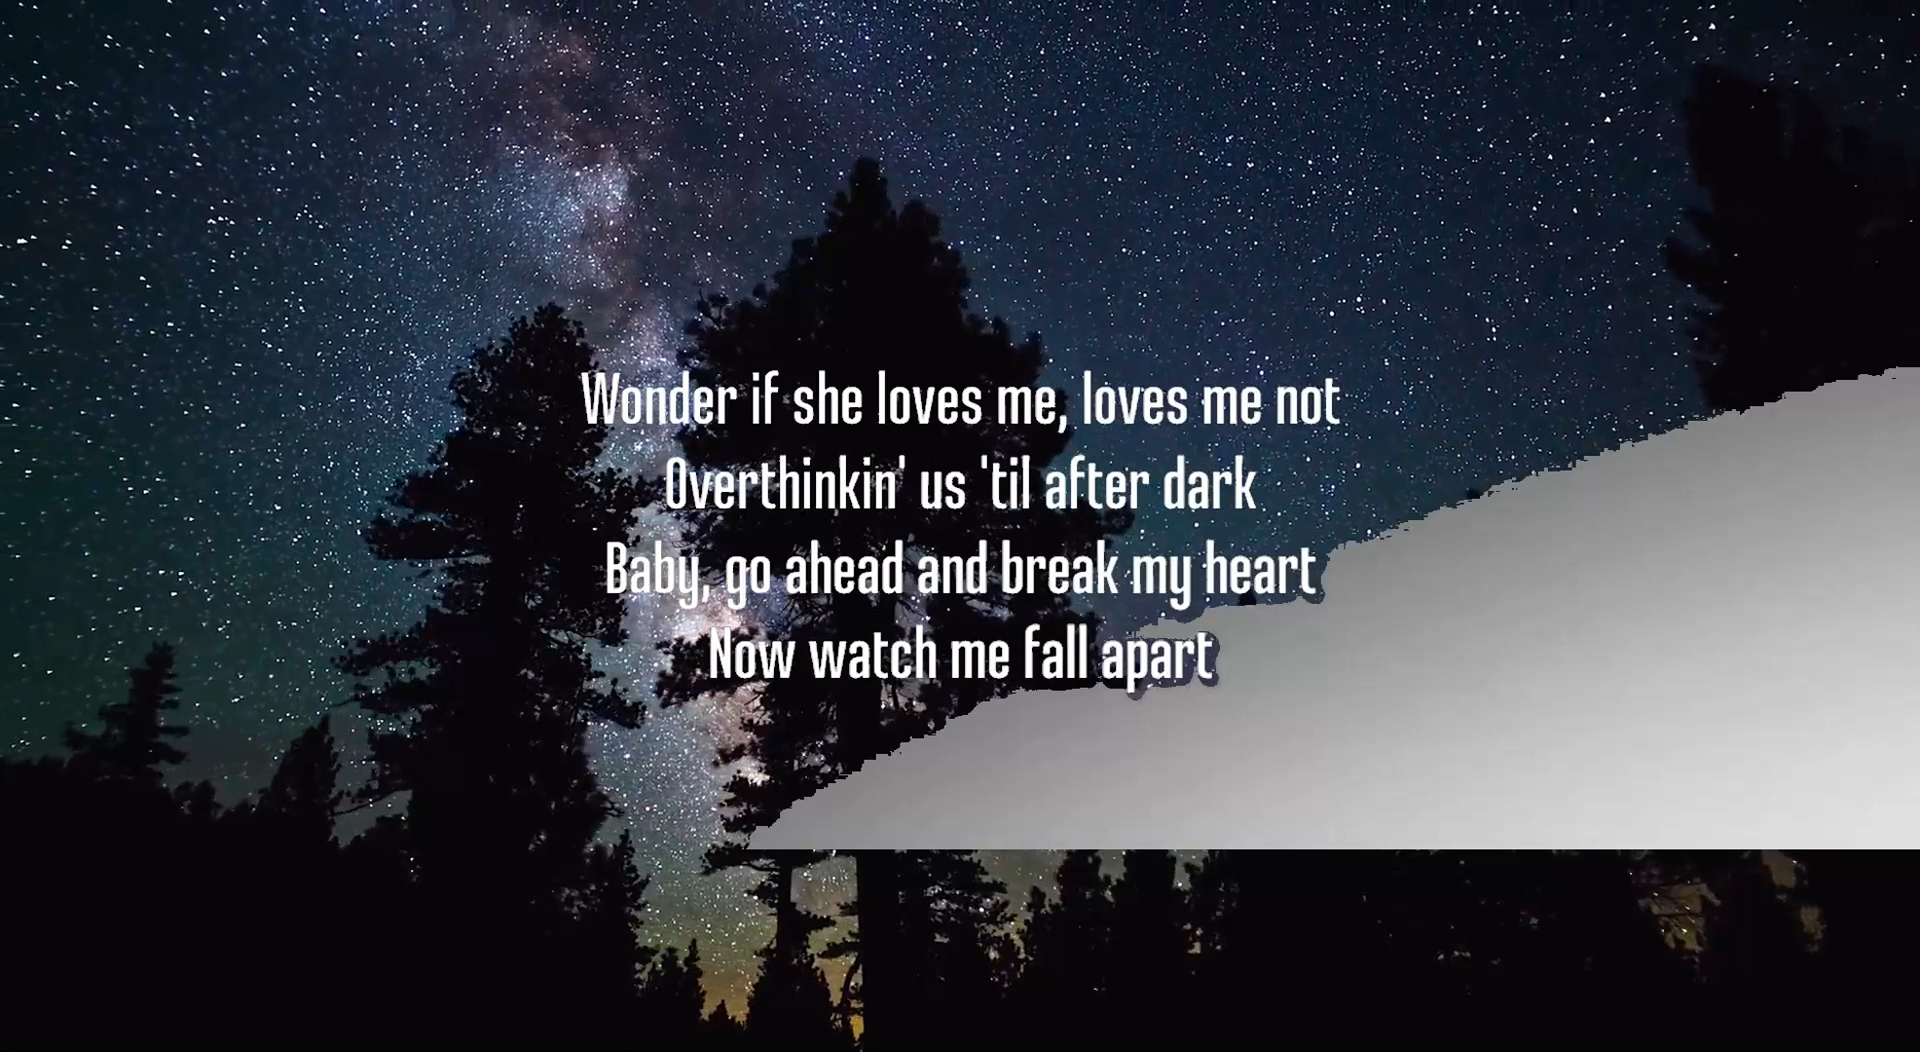 Wonder if she loves me, loves me not
Overthinkin' us 'til after dark
Baby, go ahead and break my heart
Now watch me fall apart